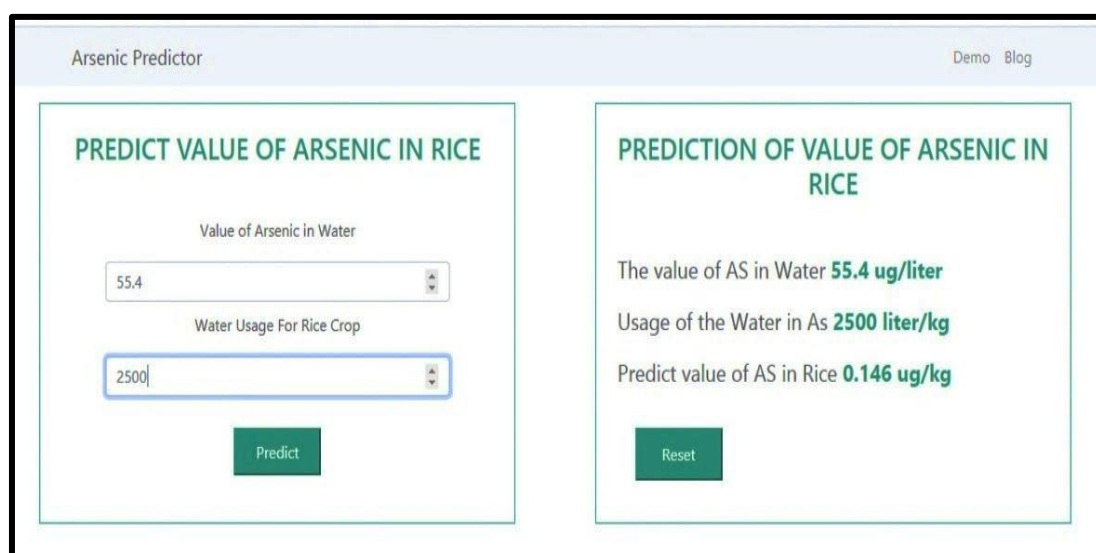 Arsenic Predictor
Demo Blog
PREDICT VALUE OF ARSENIC IN RICE
Value of Arsenic in Water
55.4
Water Usage For Rice Crop
2500
Predict
PREDICTION OF VALUE OF ARSENIC IN
RICE
The value of AS in Water 55.4 ug/liter
Usage of the Water in As 2500 liter/kg
Predict value of AS in Rice 0.146 ug/kg
Reset